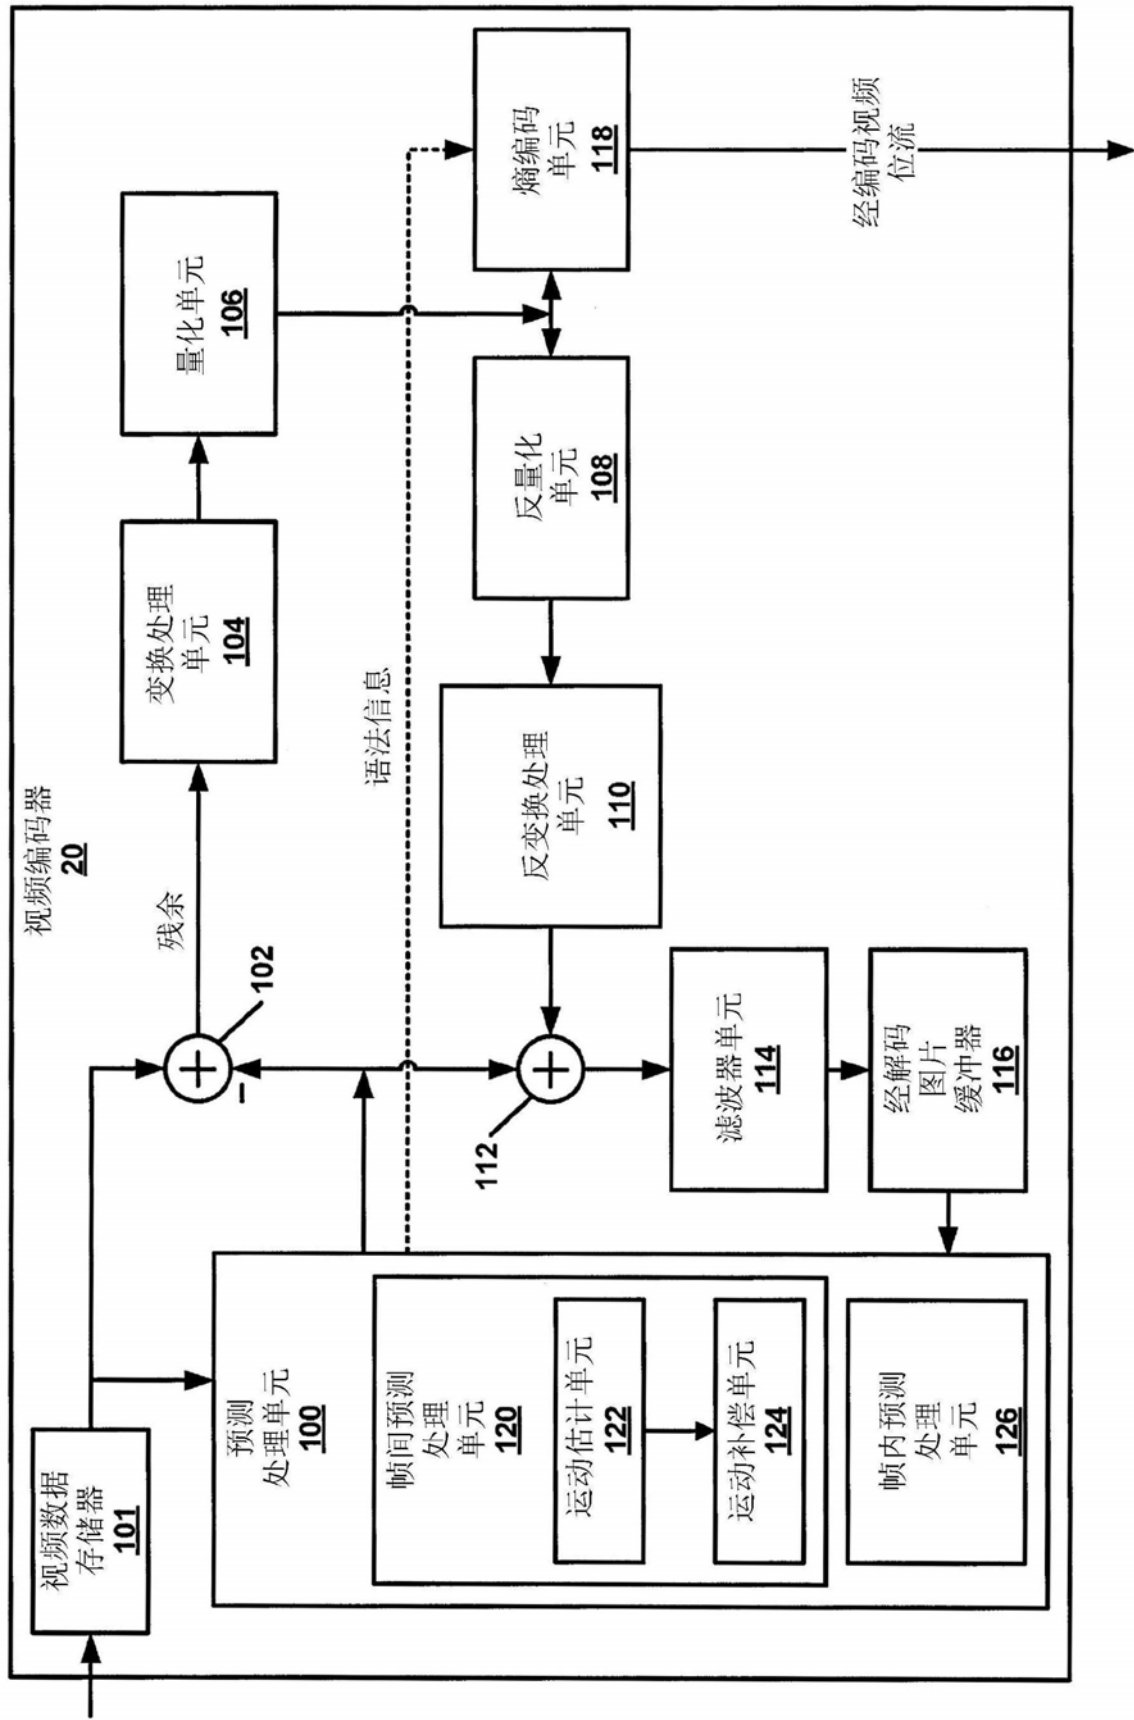 视频编码器
20
视频数据
存储器
101
预测
处理单元
100
帧间预测
处理
单元
120
运动估计单元
122
运动补偿单元
124
帧内预测
处理
单元
126
102
−
残余
变换处理
单元
104
量化单元
106
语法信息
112
反变换处理
单元
110
反量化
单元
108
熵编码
单元
118
滤波器单元
114
经解码
图片
缓冲器
116
经编码视频
位流